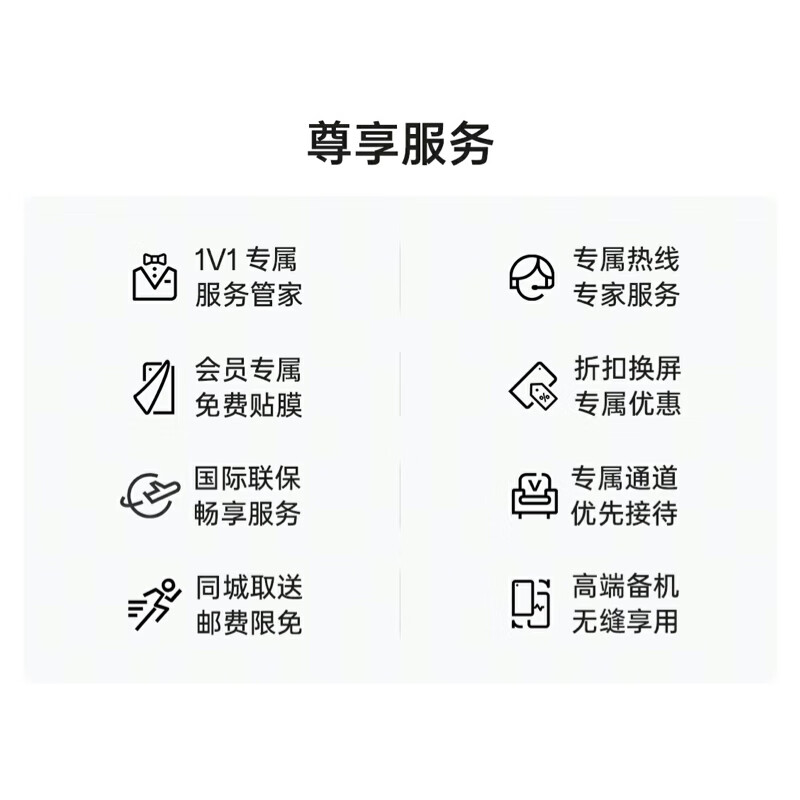 尊享服务
1V1 专属
服务管家
专属热线
专家服务
会员专属
免费贴膜
折扣换屏
专属优惠
国际联保
畅享服务
专属通道
优先接待
同城取送
邮费限免
高端备机
无缝享用